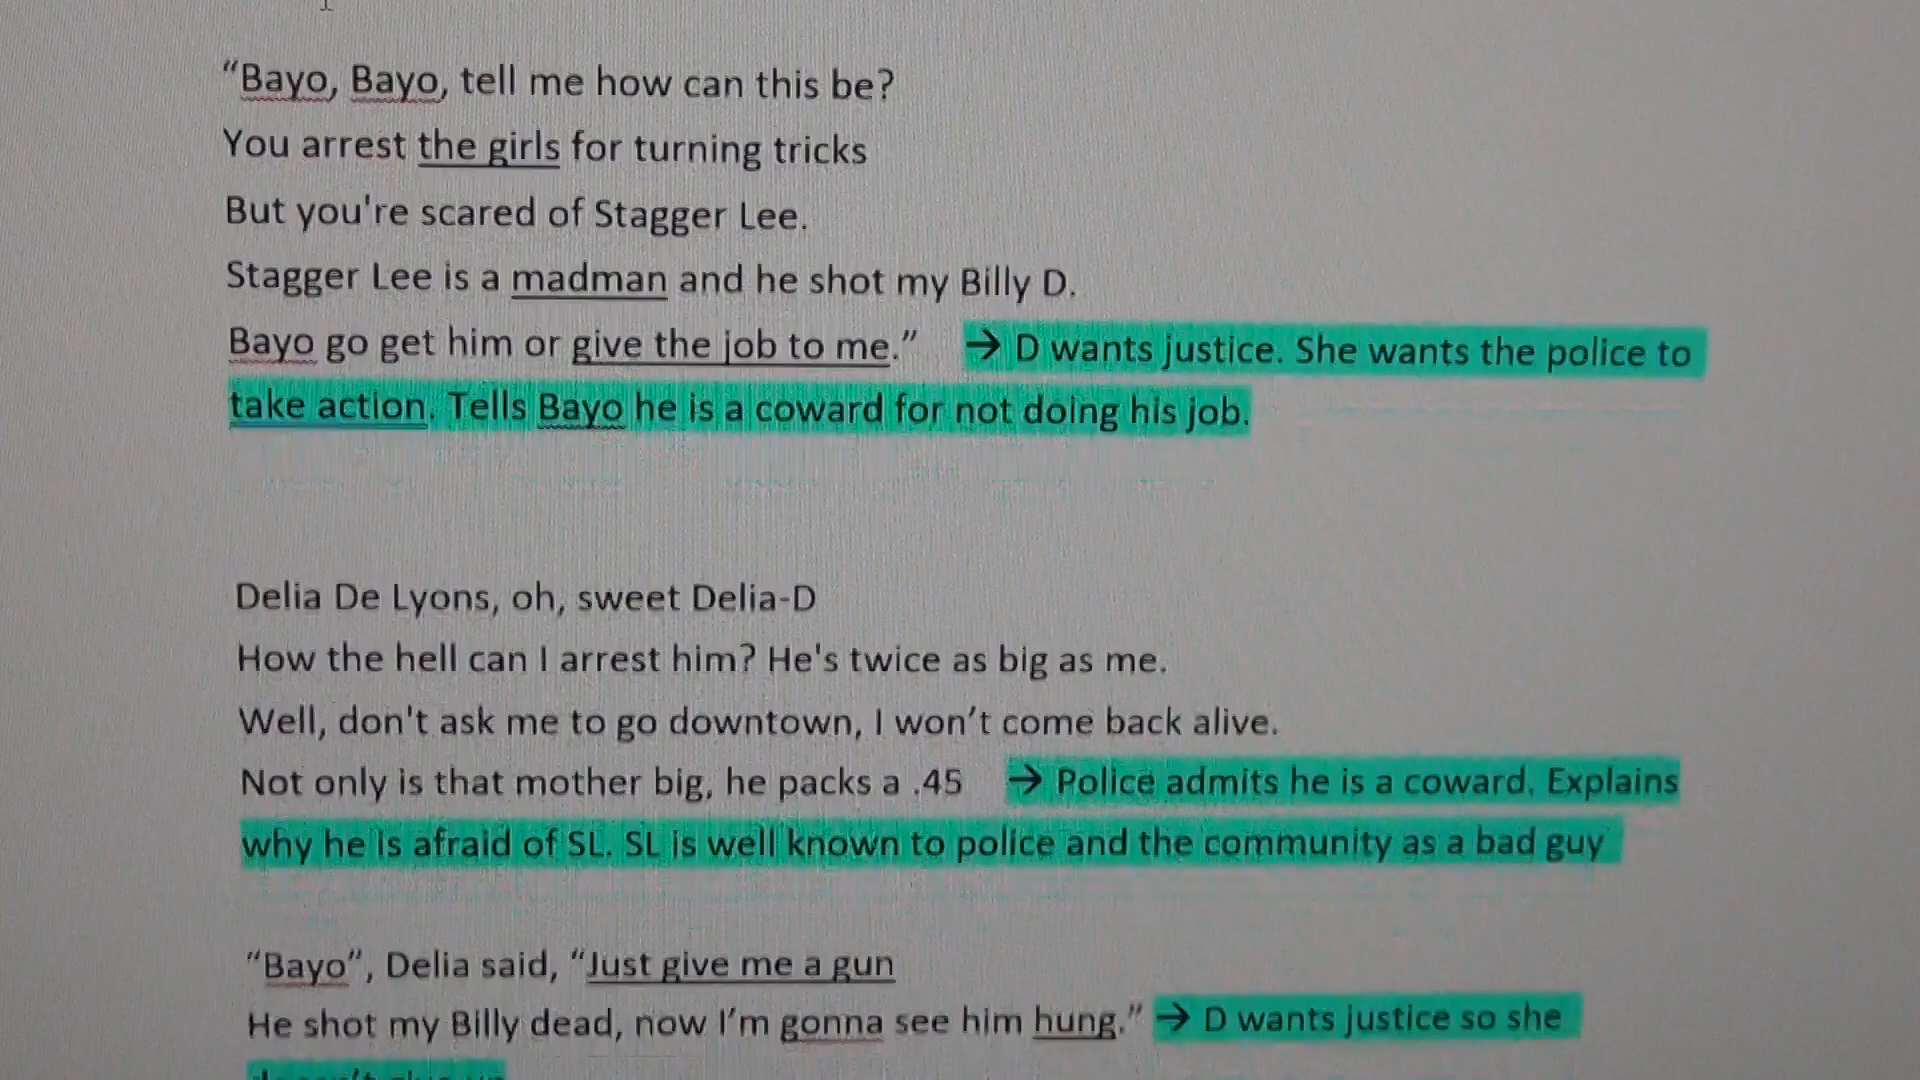 “Bayo, Bayo, tell me how can this be?
You arrest the girls for turning tricks
But you're scared of Stagger Lee.
Stagger Lee is a madman and he shot my Billy D.
Bayo go get him or give the job to me.” → D wants justice. She wants the police to
take action. Tells Bayo he is a coward for not doing his job.
Delia De Lyons, oh, sweet Delia-D
How the hell can I arrest him? He's twice as big as me.
Well, don't ask me to go downtown, I won’t come back alive.
Not only is that mother big, he packs a .45 → Police admits he is a coward. Explains
why he is afraid of SL. SL is well known to police and the community as a bad guy
“Bayo”, Delia said, “Just give me a gun
He shot my Billy dead, now I’m gonna see him hung.” → D wants justice so she